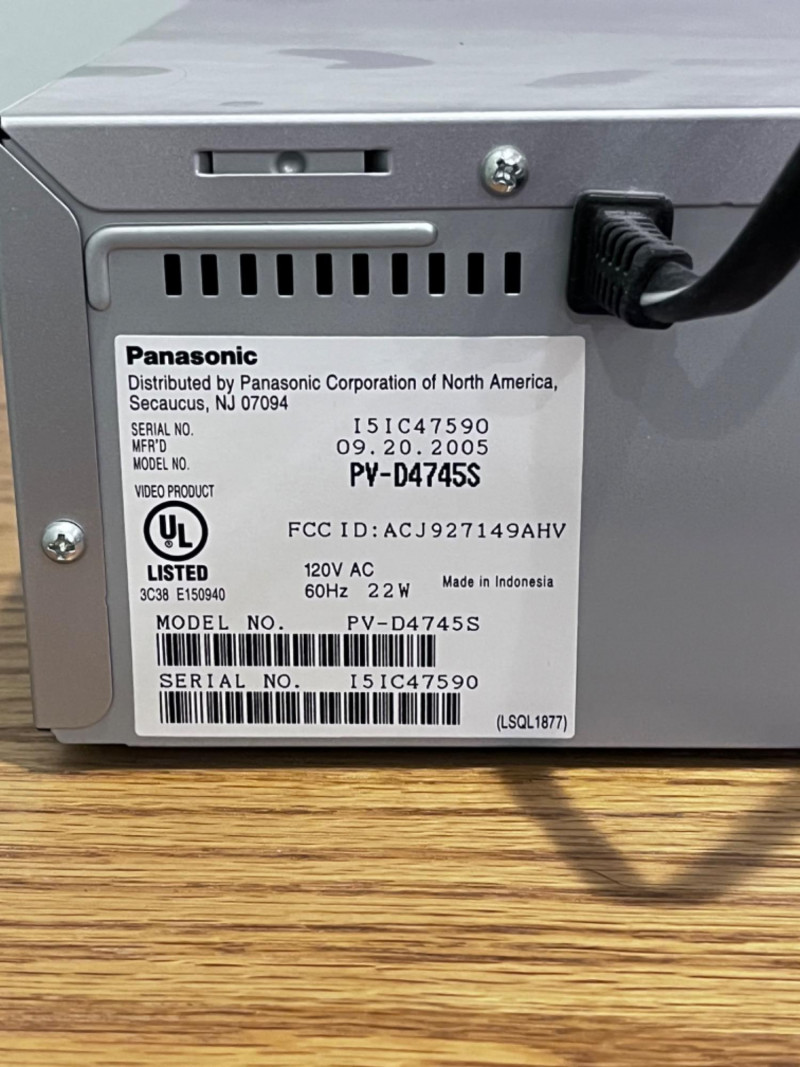 Panasonic
Distributed by Panasonic Corporation of North America,
Secaucus, NJ 07094
SERIAL NO. I5IC47590
MFR'D 09.20.2005
MODEL NO. PV-D4745S
VIDEO PRODUCT
UL
®
FCC ID:ACJ927149AHV
LISTED
3C38 E150940
120V AC
60Hz 22W
Made in Indonesia
MODEL NO. PV-D4745S
SERIAL NO. I5IC47590
(LSQL1877)